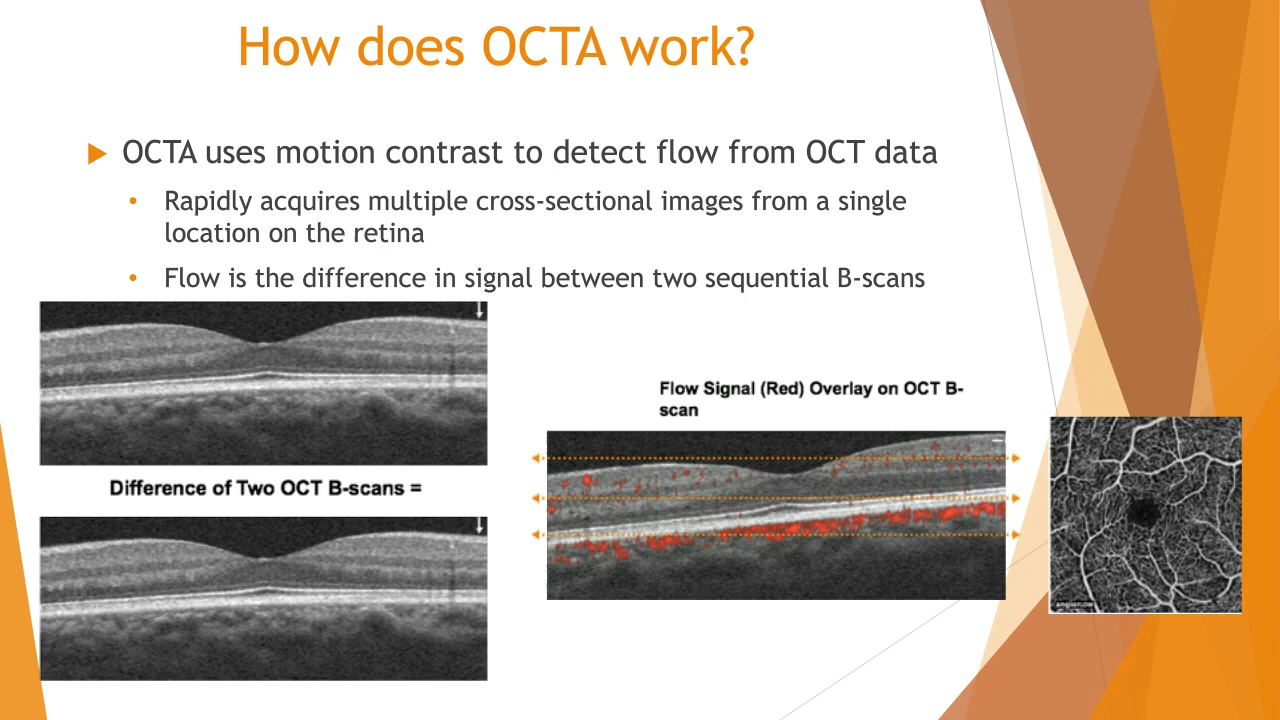 How does OCTA work?
OCTA uses motion contrast to detect flow from OCT data
Rapidly acquires multiple cross-sectional images from a single
location on the retina
Flow is the difference in signal between two sequential B-scans
Difference of Two OCT B-scans =
Flow Signal (Red) Overlay on OCT B-
scan